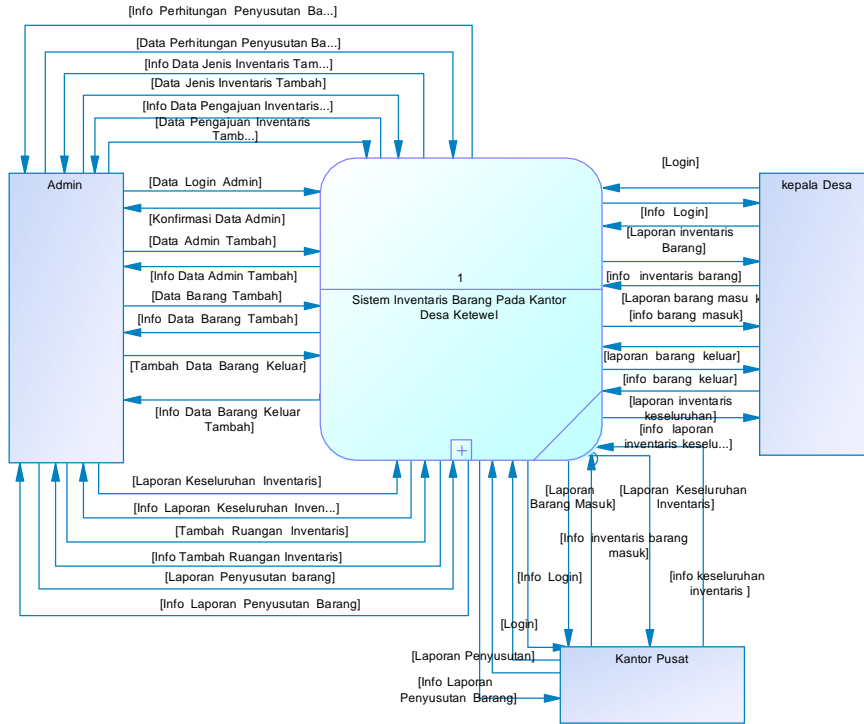 [Info Perhitungan Penyusutan Ba...]
[Data Perhitungan Penyusutan Ba...]
[Info Data Jenis Inventaris Tam...]
[Data Jenis Inventaris Tambah]
[Info Data Pengajuan Inventaris...]
[Data Pengajuan Inventaris
Tamb...]
Admin
[Data Login Admin]
[Konfirmasi Data Admin]
[Data Admin Tambah]
[Info Data Admin Tambah]
[Data Barang Tambah]
[Info Data Barang Tambah]
[Tambah Data Barang Keluar]
[Info Data Barang Keluar
Tambah]
1
Sistem Inventaris Barang Pada Kantor
Desa Ketewel
kepala Desa
[Login]
[Info Login]
[Laporan inventaris
Barang]
[info inventaris barang]
[Laporan barang masu k
[info barang masuk]
[laporan barang keluar]
[info barang keluar]
[laporan inventaris
keseluruhan]
[info laporan
inventaris keselu...]
[Laporan Keseluruhan Inventaris]
[Info Laporan Keseluruhan Inven...]
[Tambah Ruangan Inventaris]
[Info Tambah Ruangan Inventaris]
[Laporan Penyusutan barang]
[Info Laporan Penyusutan Barang]
[Laporan
Barang Masuk]
[Laporan Keseluruhan
Inventaris]
[Info inventaris barang
masuk]
[Info Login]
[info keseluruhan
inventaris ]
[Login]
[Laporan Penyusutan]
[Info Laporan
Penyusutan Barang]
Kantor Pusat